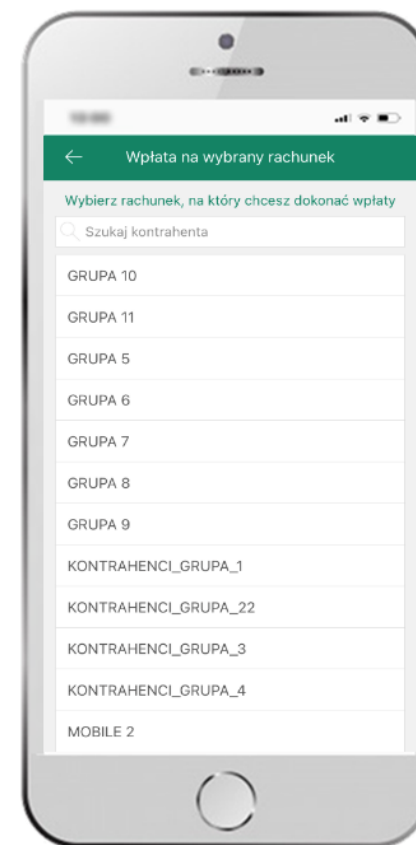 Wpłata na wybrany rachunek
Wybierz rachunek, na który chcesz dokonać wpłaty
Szukaj kontrahenta
GRUPA 10
GRUPA 11
GRUPA 5
GRUPA 6
GRUPA 7
GRUPA 8
GRUPA 9
KONTRAHENCI_GRUPA_1
KONTRAHENCI_GRUPA_22
KONTRAHENCI_GRUPA_3
KONTRAHENCI_GRUPA_4
MOBILE 2